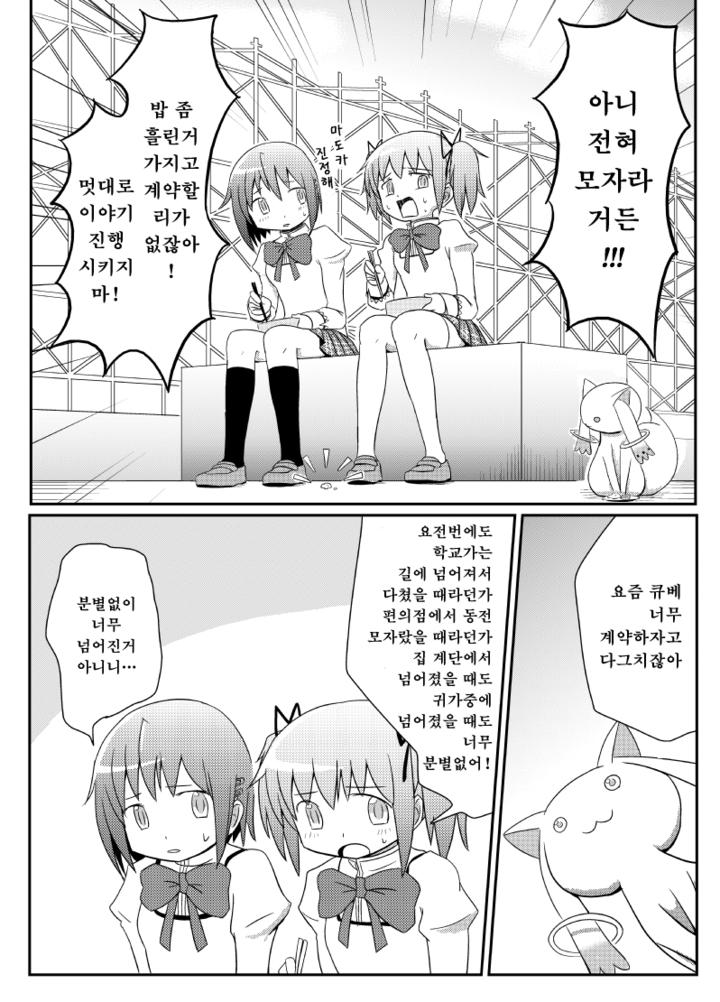 아니
전혀
모자라
거든
!!!
밥 좀
흘린거
가지고
계약할
리가
없잖아
!
멋대로
이야기
진행
시키지
마!
마도카
진정해
요즘 큐베
너무
계약하자고
다그치잖아
요전번에도
학교가는
길에 넘어져서
다쳤을 때라던가
편의점에서 동전
모자랐을 때라던가
집 계단에서
넘어졌을 때도
귀가중에
넘어졌을 때도
너무
분별없어!
분별없이
너무
넘어진거
아니니…